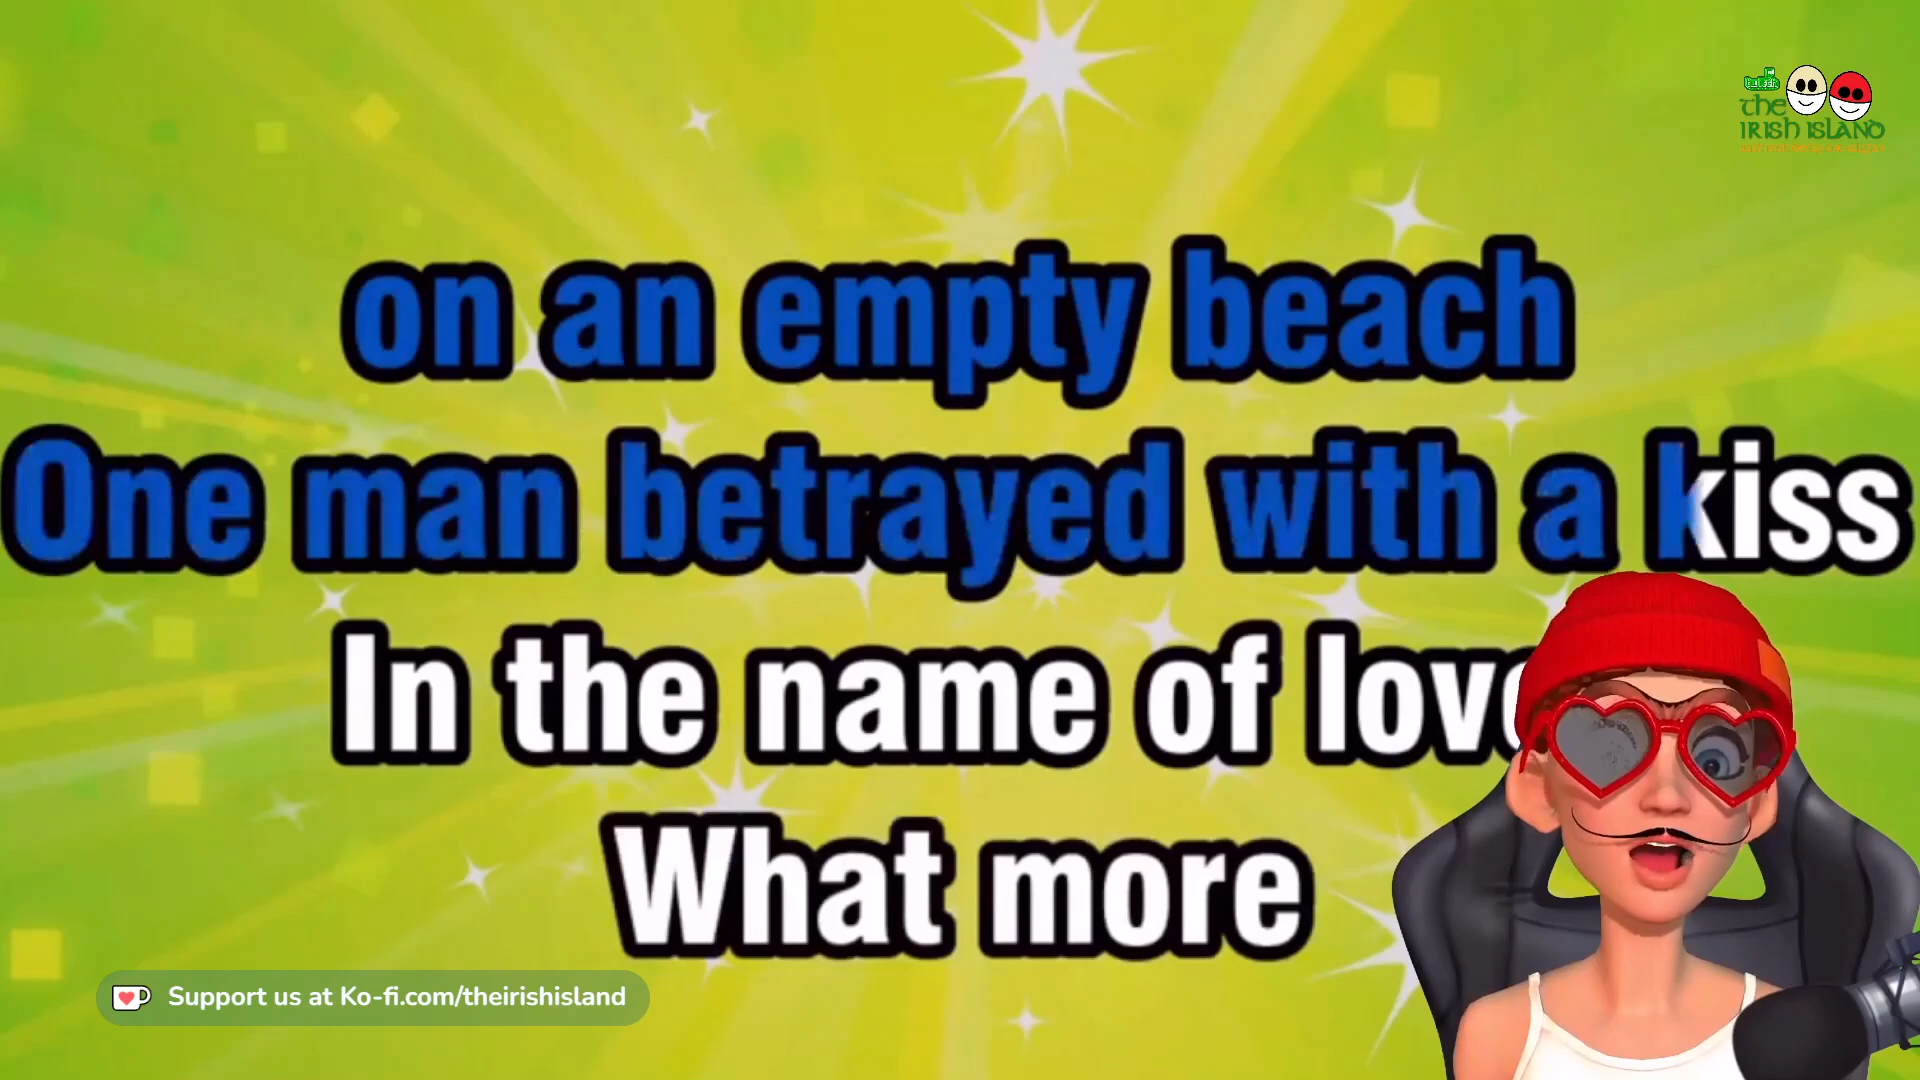 The
Irish Island
on an empty beach
One man betrayed with a kiss
In the name of love
What more
Support us at Ko-fi.com/theirishisland